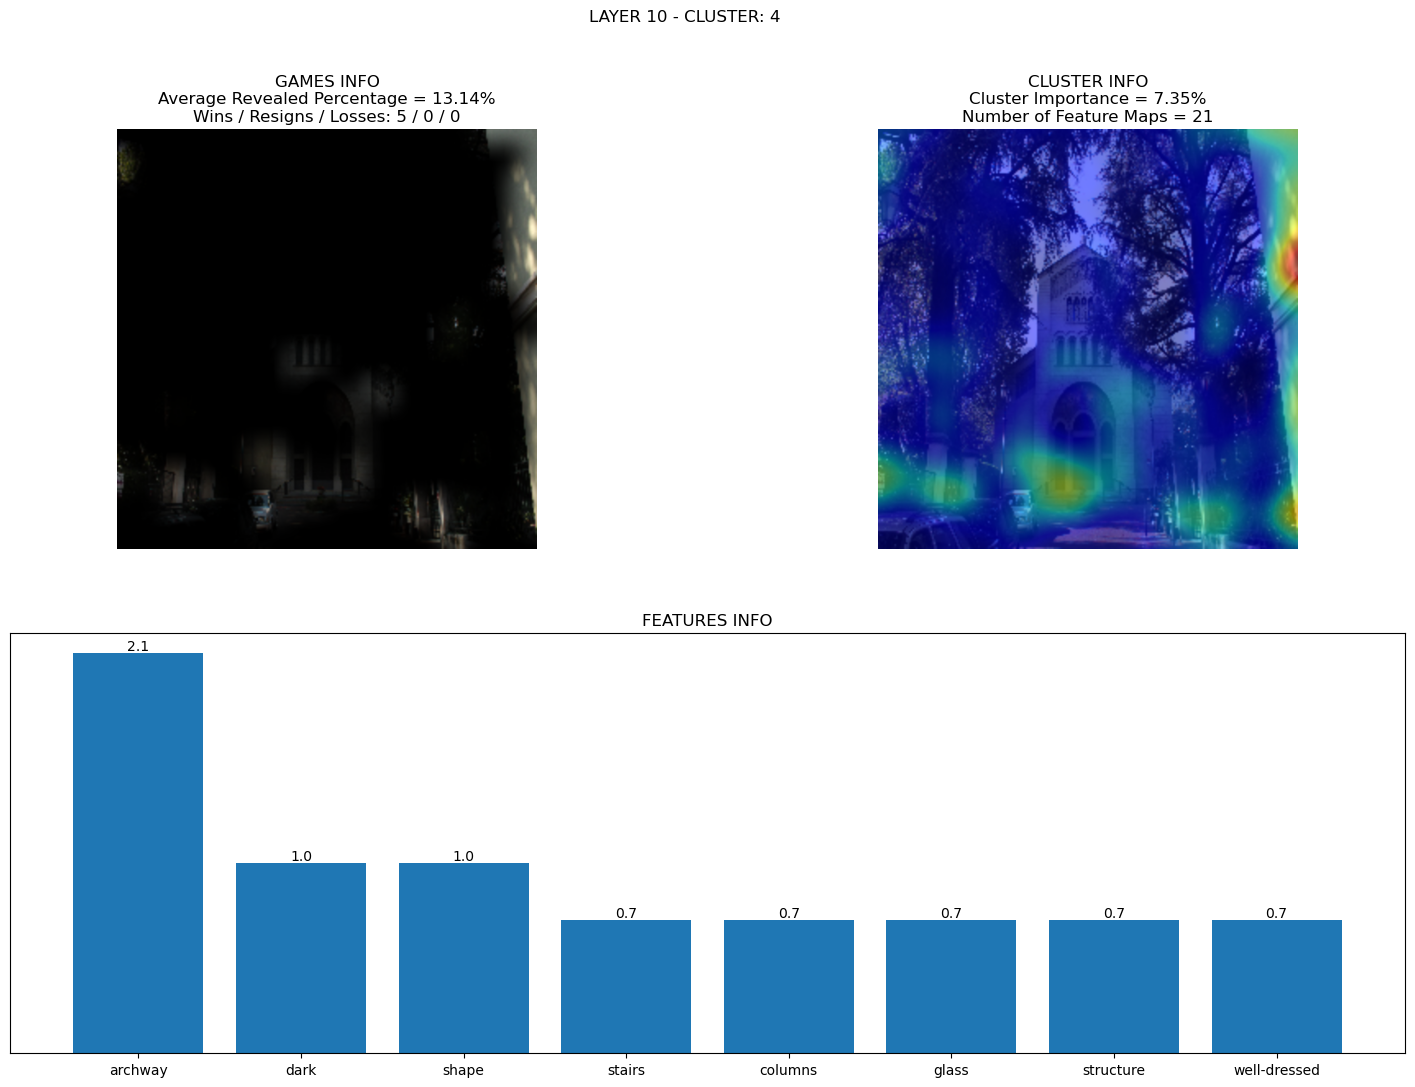 LAYER 10 - CLUSTER: 4
GAMES INFO
Average Revealed Percentage = 13.14%
Wins / Resigns / Losses: 5 / 0 / 0
CLUSTER INFO
Cluster Importance = 7.35%
Number of Feature Maps = 21
FEATURES INFO
2.1
1.0
1.0
0.7
0.7
0.7
0.7
0.7
archway
dark
shape
stairs
columns
glass
structure
well-dressed